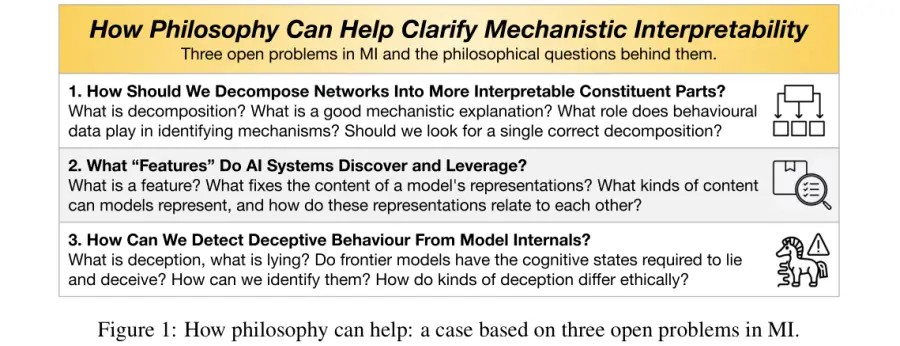 How Philosophy Can Help Clarify Mechanistic Interpretability
Three open problems in MI and the philosophical questions behind them.
1. How Should We Decompose Networks Into More Interpretable Constituent Parts?
What is decomposition? What is a good mechanistic explanation? What role does behavioural
data play in identifying mechanisms? Should we look for a single correct decomposition?
2. What “Features” Do AI Systems Discover and Leverage?
What is a feature? What fixes the content of a model's representations? What kinds of content
can models represent, and how do these representations relate to each other?
3. How Can We Detect Deceptive Behaviour From Model Internals?
What is deception, what is lying? Do frontier models have the cognitive states required to lie
and deceive? How can we identify them? How do kinds of deception differ ethically?
Figure 1: How philosophy can help: a case based on three open problems in MI.